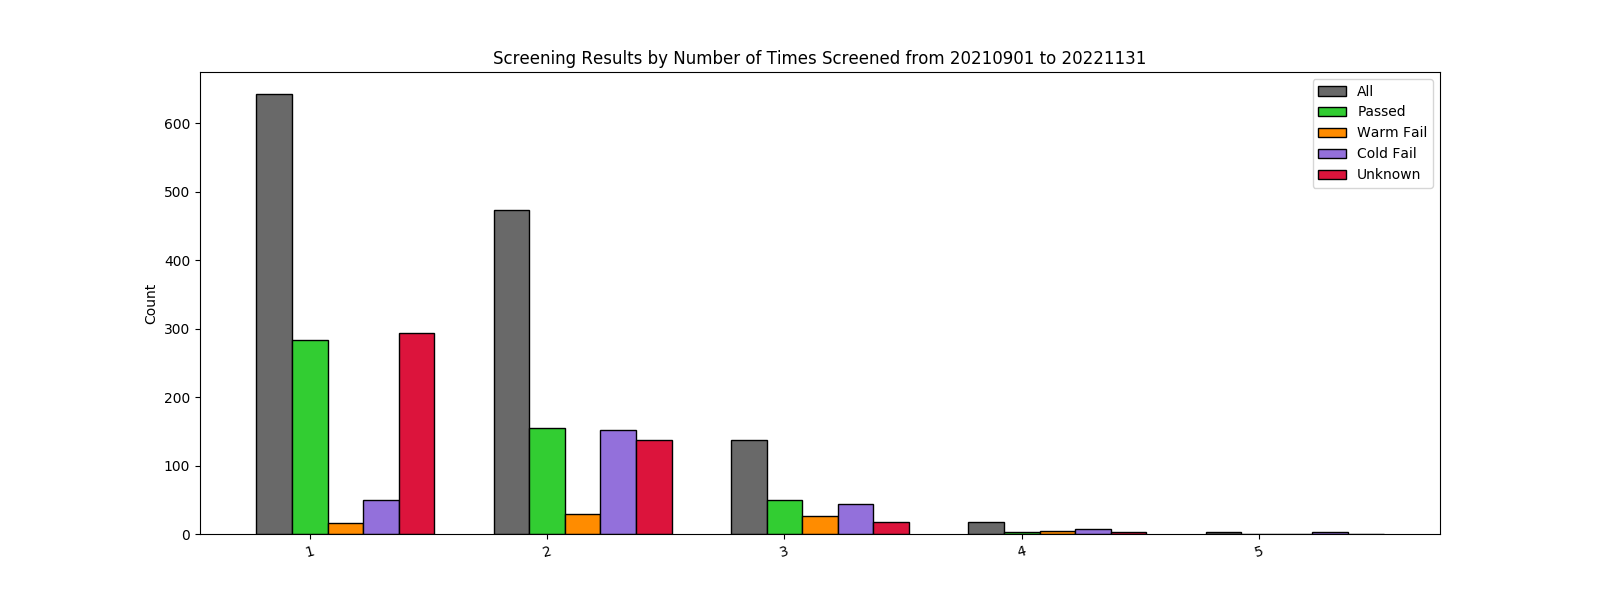 Screening Results by Number of Times Screened from 20210901 to 20221131
All
Passed
Warm Fail
Cold Fail
Unknown
Count
600
500
400
300
200
100
0
1
2
3
4
5